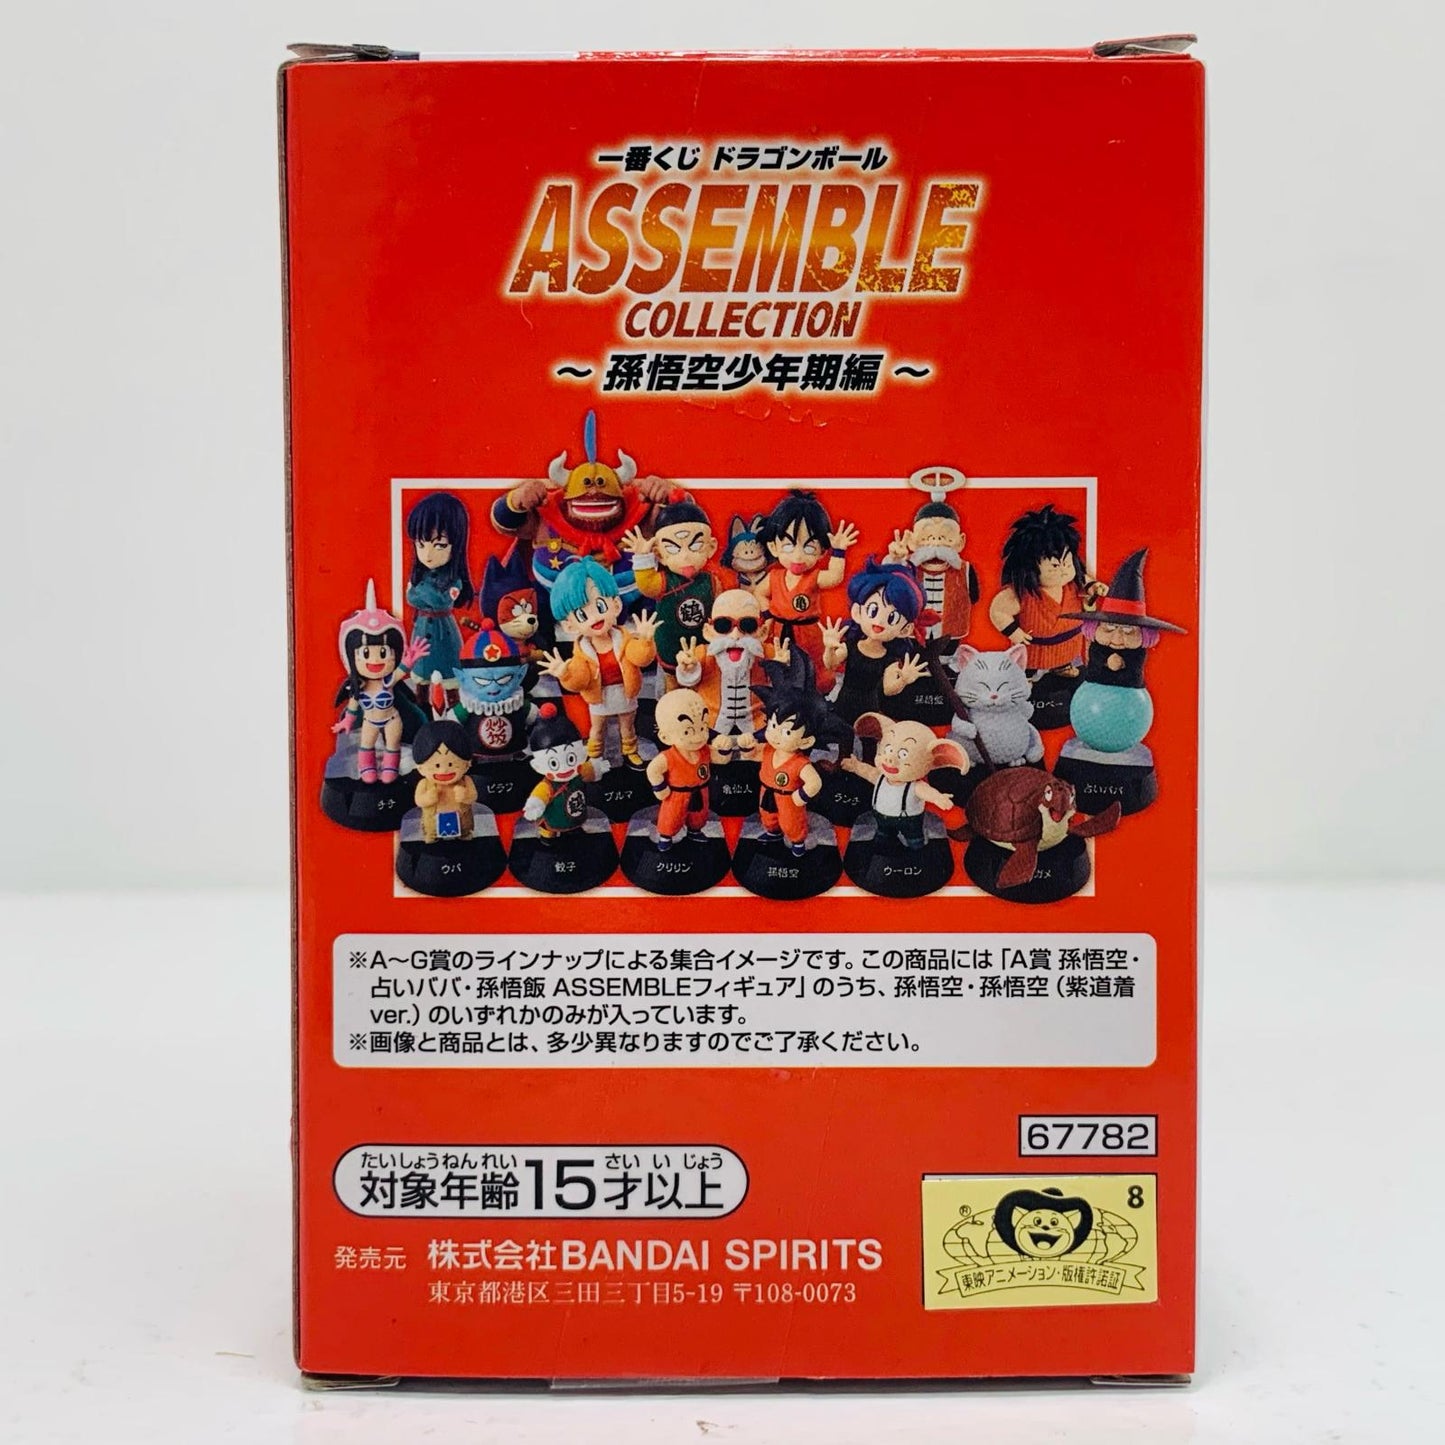 一番くじ ドラゴンボール
ASSEMBLE
COLLECTION
～ 孫悟空少年期編 ～
亀
鶴
炒飯
孫悟飯
チチ
ピラフ
ブルマ
亀仙人
ランチ
占いババ
ウパ
餃子
クリリン
孫悟空
ウーロン
※A～G賞のラインナップによる集合イメージです。この商品には「A賞 孫悟空・
占いババ・孫悟飯 ASSEMBLEフィギュア」のうち、孫悟空・孫悟空（紫道着
ver.）のいずれかのみが入っています。
※画像と商品とは、多少異なりますのでご了承ください。
67782
たいしょうねんれい さい い じょう
対象年齢15才以上
8
®
東映アニメーション・版権許諾証
発売元 株式会社BANDAI SPIRITS
東京都港区三田三丁目5-19 〒108-0073